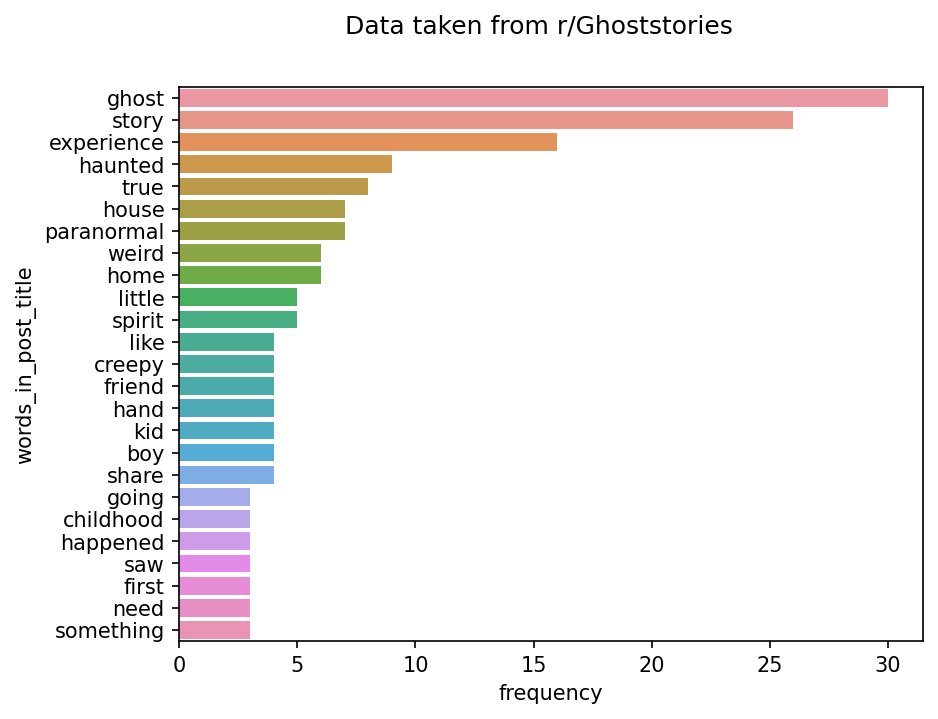 Data taken from r/Ghoststories
words_in_post_title
ghost
story
experience
haunted
true
house
paranormal
weird
home
little
spirit
like
creepy
friend
hand
kid
boy
share
going
childhood
happened
saw
first
need
something
0 5 10 15 20 25 30
frequency